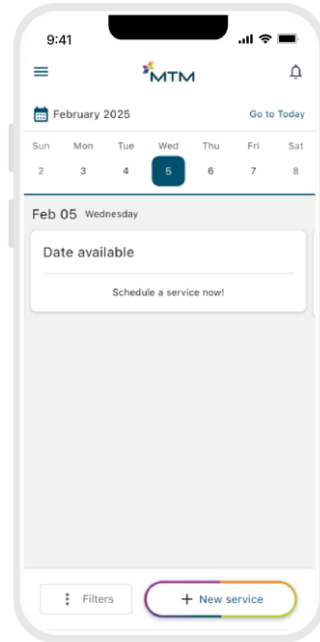 9:41
MTM
February 2025 Go to Today
Sun Mon Tue Wed Thu Fri Sat
2 3 4 5 6 7 8
Feb 05 Wednesday
Date available
Schedule a service now!
Filters + New service